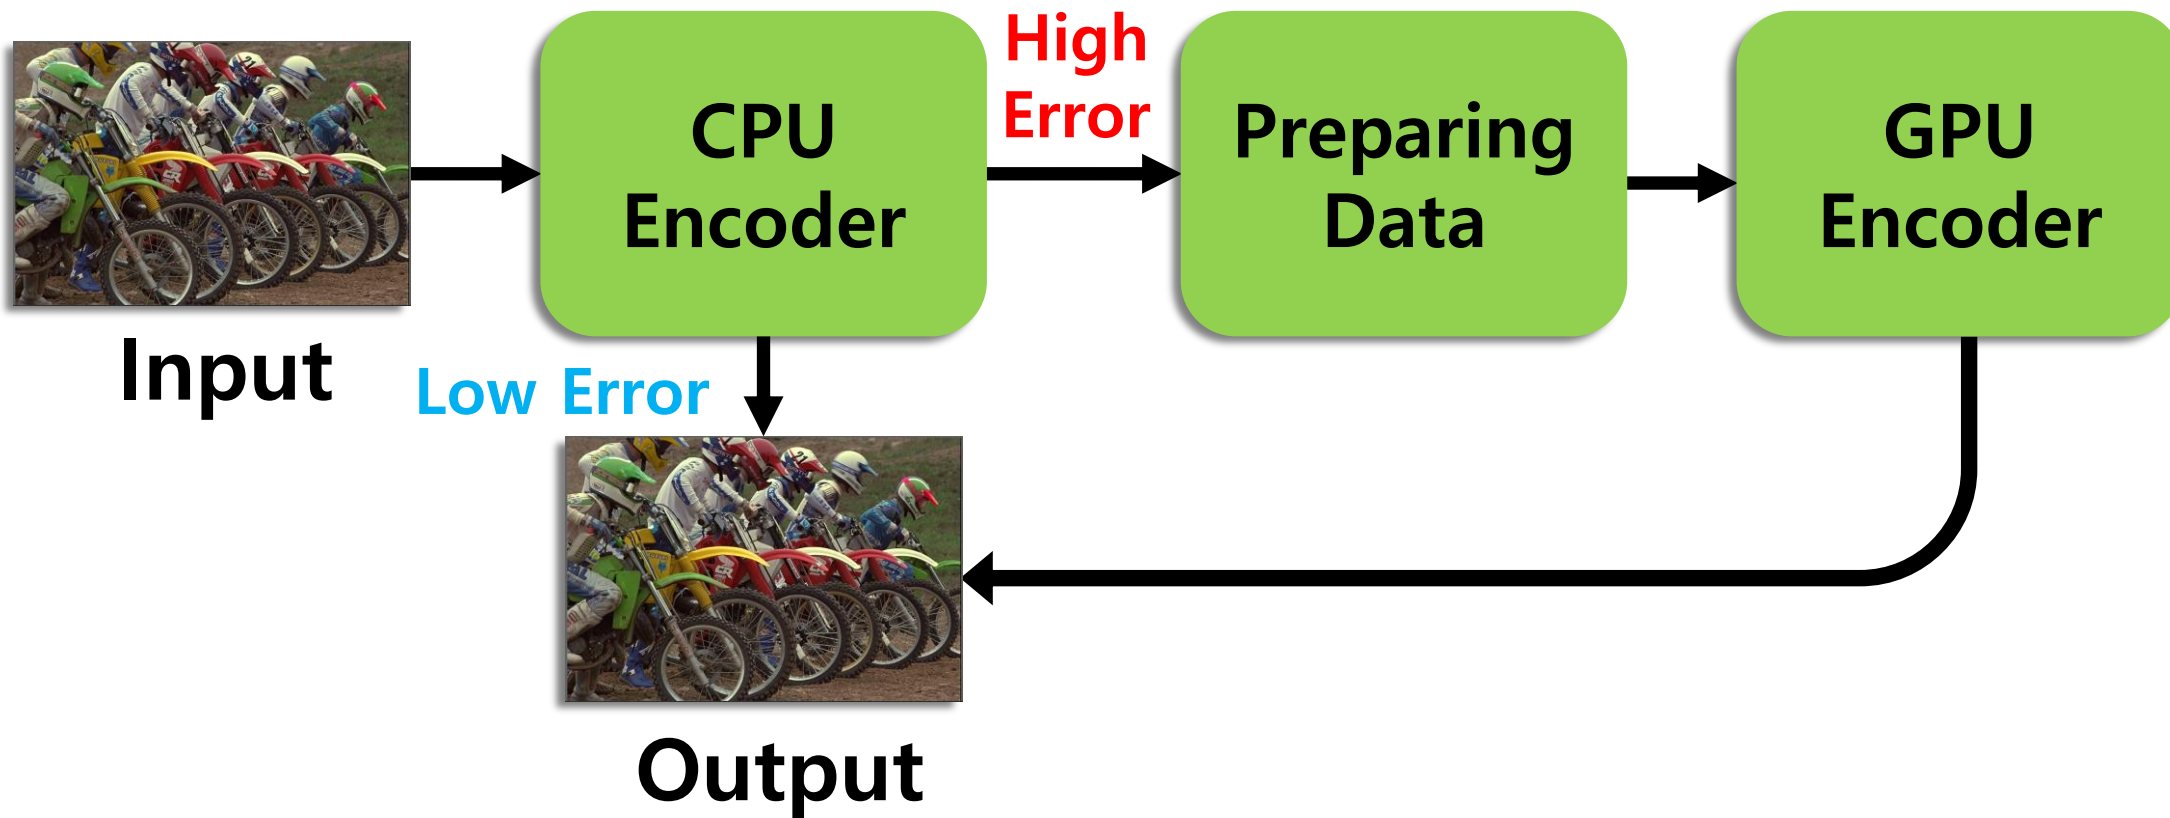 High
Error
CPU
Encoder
Preparing
Data
GPU
Encoder
Input
Low Error
Output